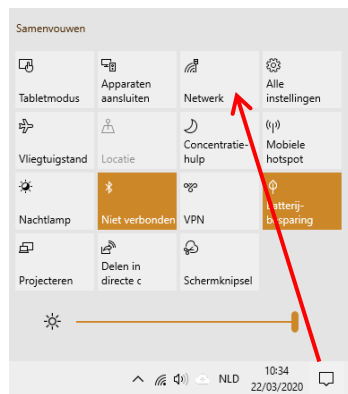 Samenvouwen
Tabletmodus
Apparaten
aansluiten
Netwerk
Alle
instellingen
Vliegtuigstand
Locatie
Concentratie-
hulp
Mobiele
hotspot
Nachtlamp
Niet verbonden
VPN
Batterij-
besparing
Projecteren
Delen in
directe c
Schermknipsel
NLD
10:34
22/03/2020